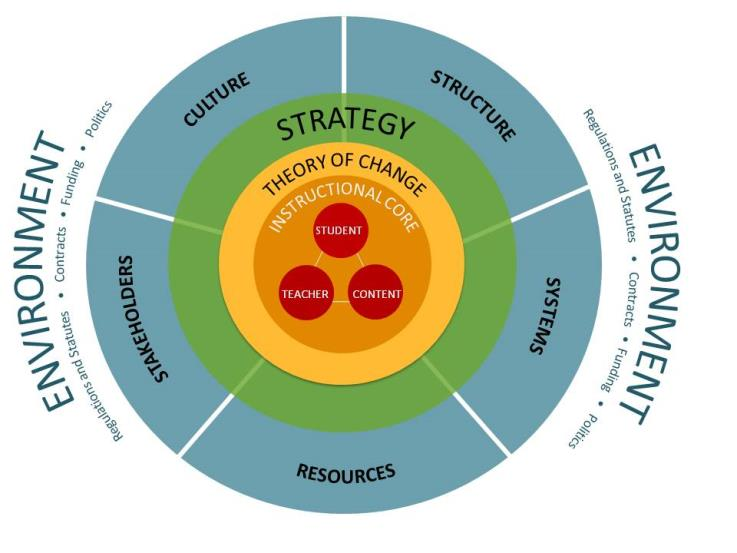 CULTURE
STRUCTURE
STRATEGY
THEORY OF CHANGE
INSTRUCTIONAL CORE
STUDENT
TEACHER
CONTENT
STAKEHOLDERS
SYSTEMS
RESOURCES
ENVIRONMENT
Regulations and Statutes • Contracts • Funding • Politics
ENVIRONMENT
Regulations and Statutes • Contracts • Funding • Politics